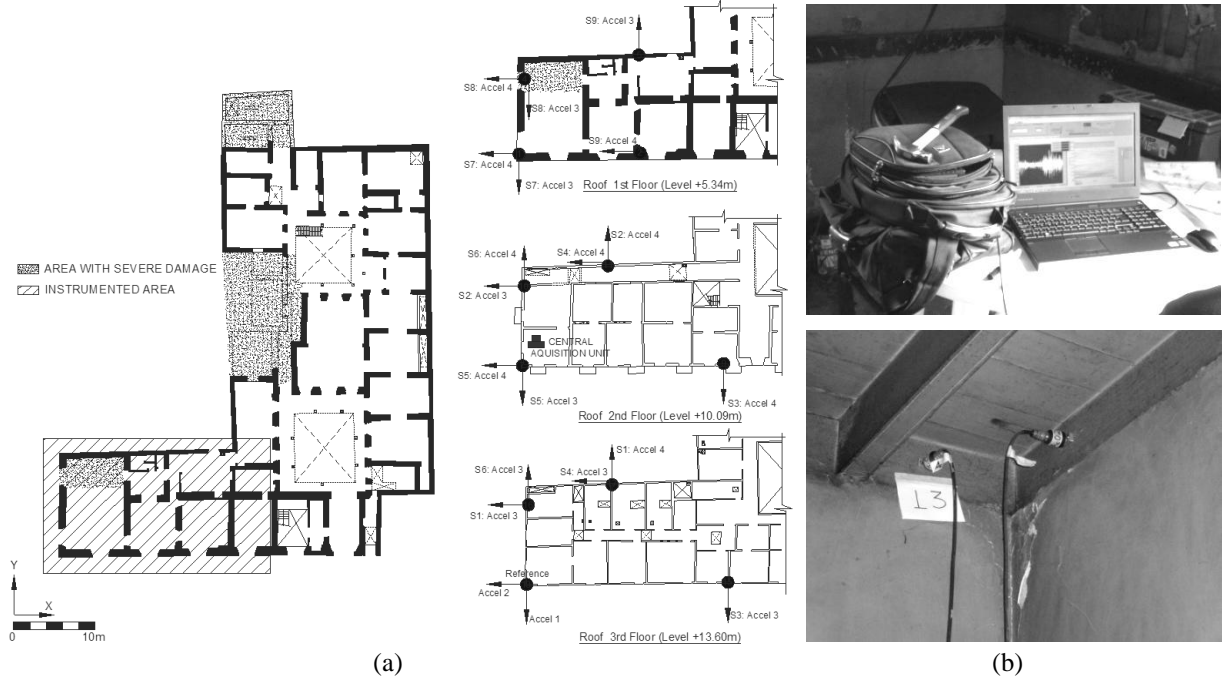 AREA WITH SEVERE DAMAGE
INSTRUMENTED AREA
Y
X
0
10m
S9: Accel 3
S8: Accel 4
S8: Accel 3
S9: Accel 4
S7: Accel 4
S7: Accel 3
Roof 1st Floor (Level +5.34m)
S2: Accel 4
S6: Accel 4
S4: Accel 4
S2: Accel 3
CENTRAL
AQUISITION UNIT
S5: Accel 4
S5: Accel 3
S3: Accel 4
Roof 2nd Floor (Level +10.09m)
S1: Accel 4
S6: Accel 3
S4: Accel 3
S1: Accel 3
Reference
Accel 2
Accel 1
S3: Accel 3
Roof 3rd Floor (Level +13.60m)
13
(a)
(b)